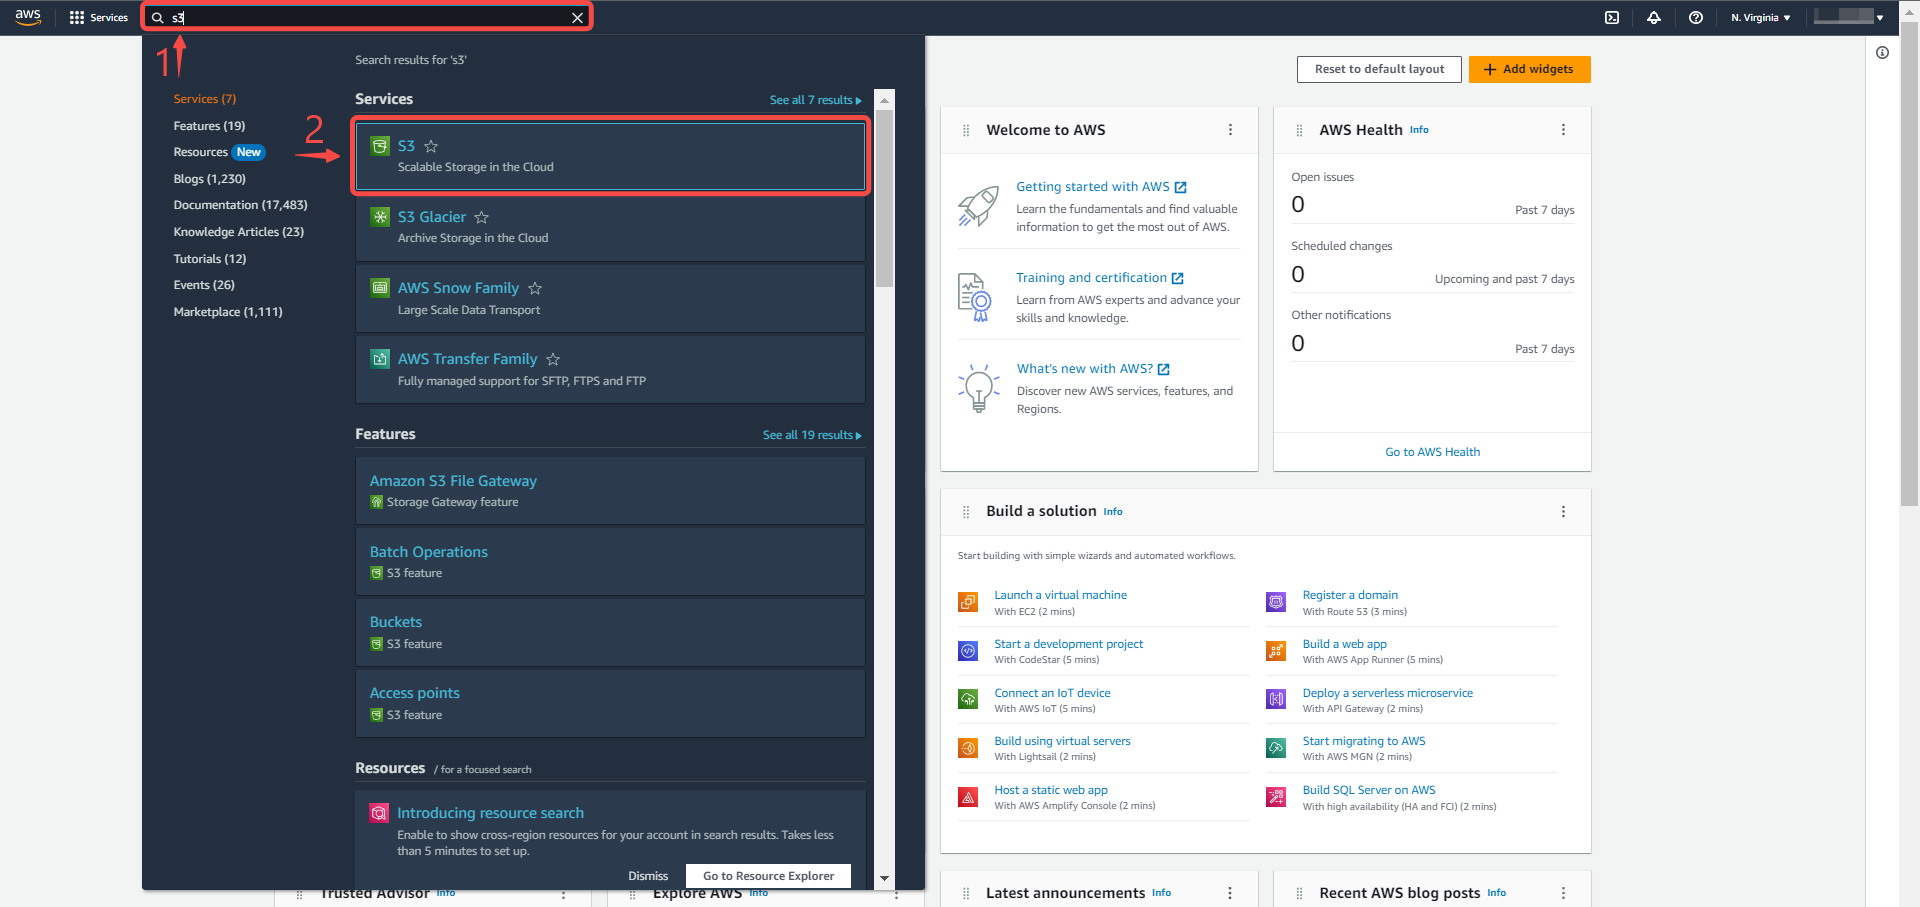 aws
Services
s3
N. Virginia
1
2
Search results for 's3'
Services (7)
Features (19)
Resources New
Blogs (1,230)
Documentation (17,483)
Knowledge Articles (23)
Tutorials (12)
Events (26)
Marketplace (1,111)
Services
See all 7 results
S3
Scalable Storage in the Cloud
S3 Glacier
Archive Storage in the Cloud
AWS Snow Family
Large Scale Data Transport
AWS Transfer Family
Fully managed support for SFTP, FTPS and FTP
Features
See all 19 results
Amazon S3 File Gateway
Storage Gateway feature
Batch Operations
S3 feature
Buckets
S3 feature
Access points
S3 feature
Resources / for a focused search
Introducing resource search
Enable to show cross-region resources for your account in search results. Takes less
than 5 minutes to set up.
Dismiss
Go to Resource Explorer
Reset to default layout
Add widgets
Welcome to AWS
Getting started with AWS
Learn the fundamentals and find valuable
information to get the most out of AWS.
Training and certification
Learn from AWS experts and advance your
skills and knowledge.
What's new with AWS?
Discover new AWS services, features, and
Regions.
AWS Health Info
Open issues
0
Past 7 days
Scheduled changes
0
Upcoming and past 7 days
Other notifications
0
Past 7 days
Go to AWS Health
Build a solution Info
Start building with simple wizards and automated workflows.
Launch a virtual machine
With EC2 (2 mins)
Register a domain
With Route 53 (3 mins)
Start a development project
With CodeStar (5 mins)
Build a web app
With AWS App Runner (5 mins)
Connect an IoT device
With AWS IoT (5 mins)
Deploy a serverless microservice
With API Gateway (2 mins)
Build using virtual servers
With Lightsail (2 mins)
Start migrating to AWS
With AWS MGN (2 mins)
Host a static web app
With AWS Amplify Console (2 mins)
Build SQL Server on AWS
With high availability (HA and FCI) (2 mins)
Trusted Advisor Info
Explore AWS Info
Latest announcements Info
Recent AWS blog posts Info